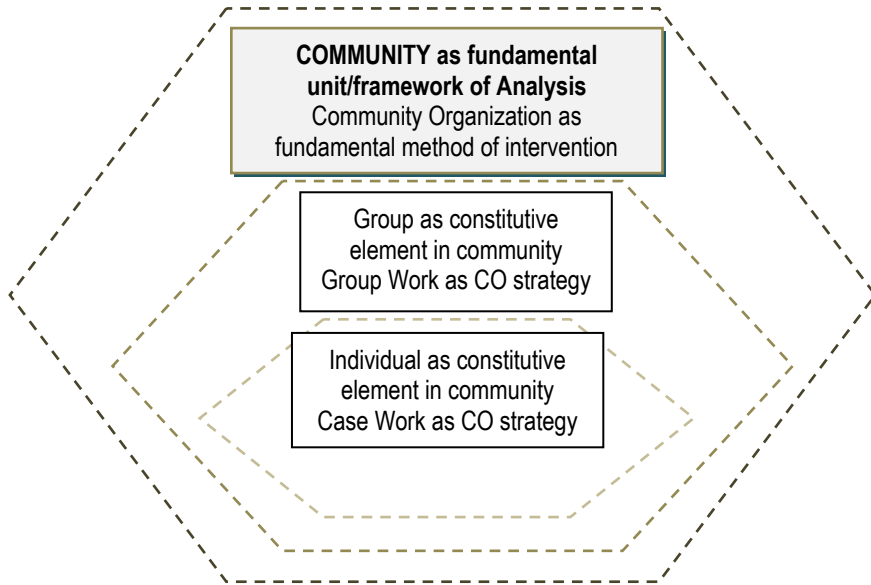 COMMUNITY as fundamental
unit/framework of Analysis
Community Organization as
fundamental method of intervention
Group as constitutive
element in community
Group Work as CO strategy
Individual as constitutive
element in community
Case Work as CO strategy